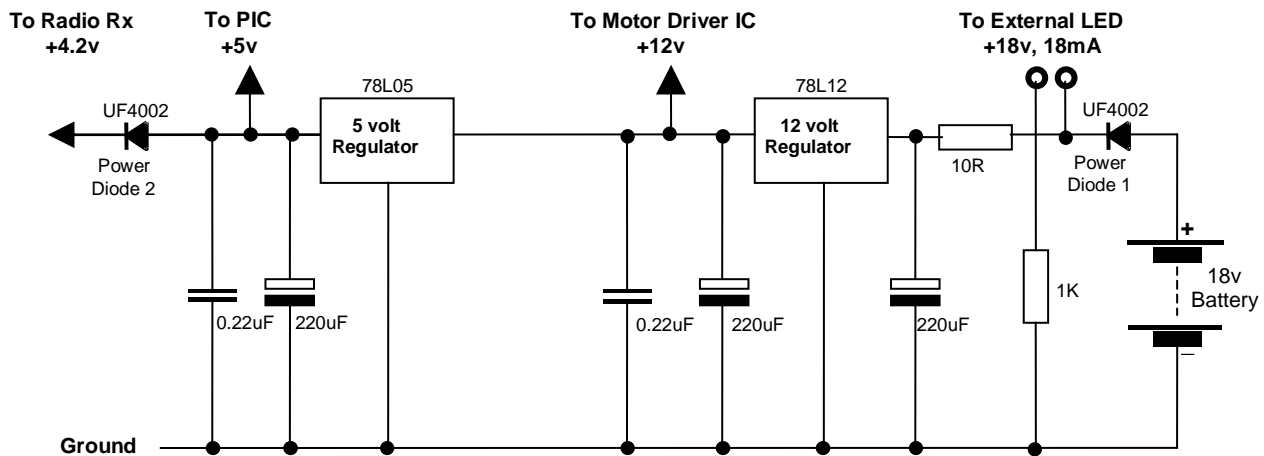 To Radio Rx
+4.2v
To PIC
+5v
To Motor Driver IC
+12v
To External LED
+18v, 18mA
78L05
78L12
UF4002
UF4002
5 volt
Regulator
12 volt
Regulator
Power
Diode 2
10R
Power
Diode 1
+
0.22uF
220uF
0.22uF
220uF
220uF
1K
18v
Battery
–
Ground